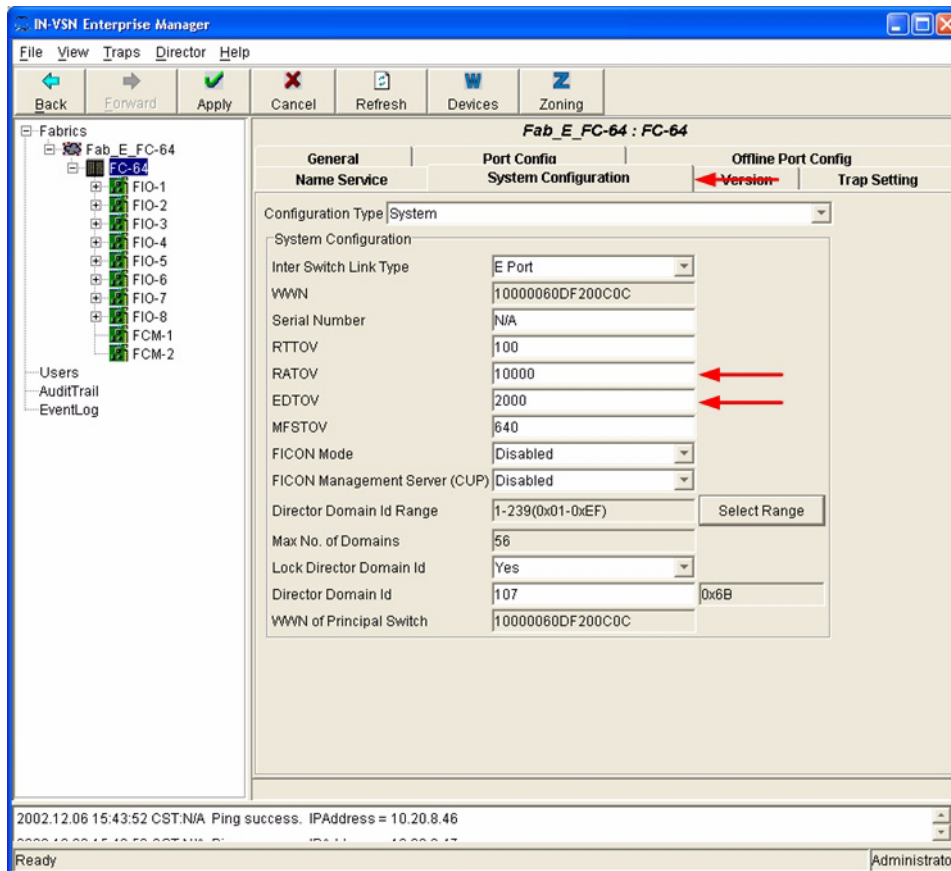 IN-VSN Enterprise Manager
File View Traps Director Help
Back Forward Apply Cancel Refresh Devices Zoning
Fabrics
Fab_E_FC-64
FC-64
FIO-1
FIO-2
FIO-3
FIO-4
FIO-5
FIO-6
FIO-7
FIO-8
FCM-1
FCM-2
Users
AuditTrail
EventLog
Fab_E_FC-64 : FC-64
General Port Config Offline Port Config
Name Service System Configuration Version Trap Setting
Configuration Type System
System Configuration
Inter Switch Link Type E Port
WWN 10000060DF200C0C
Serial Number N/A
RTTOV 100
RATOV 10000
EDTOV 2000
MFSTOV 640
FICON Mode Disabled
FICON Management Server (CUP) Disabled
Director Domain Id Range 1-239(0x01-0xEF) Select Range
Max No. of Domains 56
Lock Director Domain Id Yes
Director Domain Id 107 0x6B
WWN of Principal Switch 10000060DF200C0C
2002.12.06 15:43:52 CST:N/A Ping success. IPAddress = 10.20.8.46
Ready Administrato